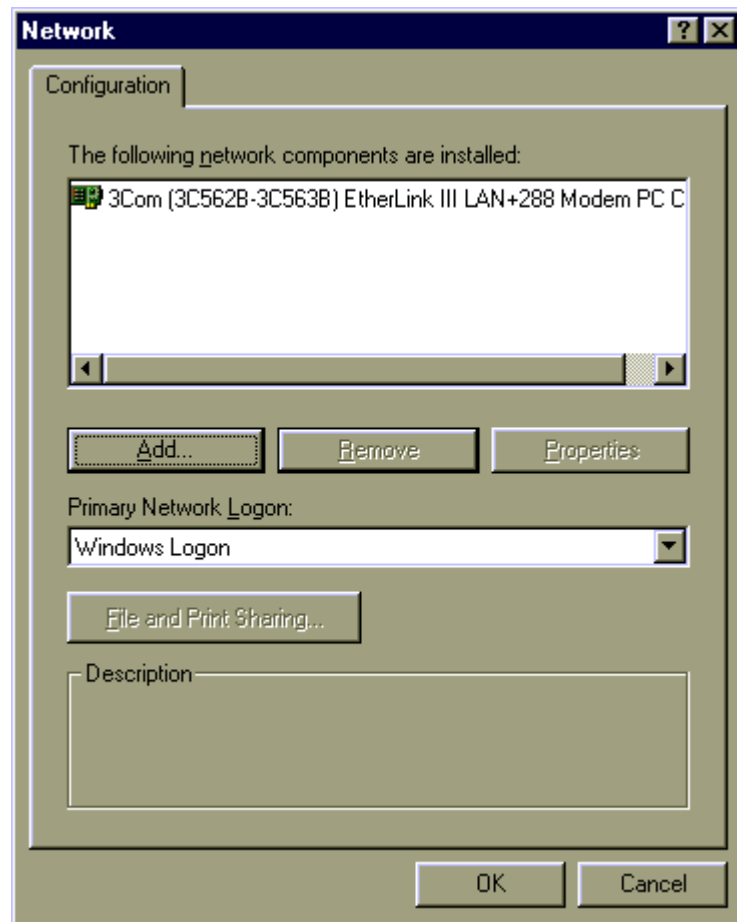 Network
Configuration
The following network components are installed:
3Com (3C562B-3C563B) EtherLink III LAN+288 Modem PC C
Add...
Remove
Properties
Primary Network Logon:
Windows Logon
File and Print Sharing...
Description
OK
Cancel